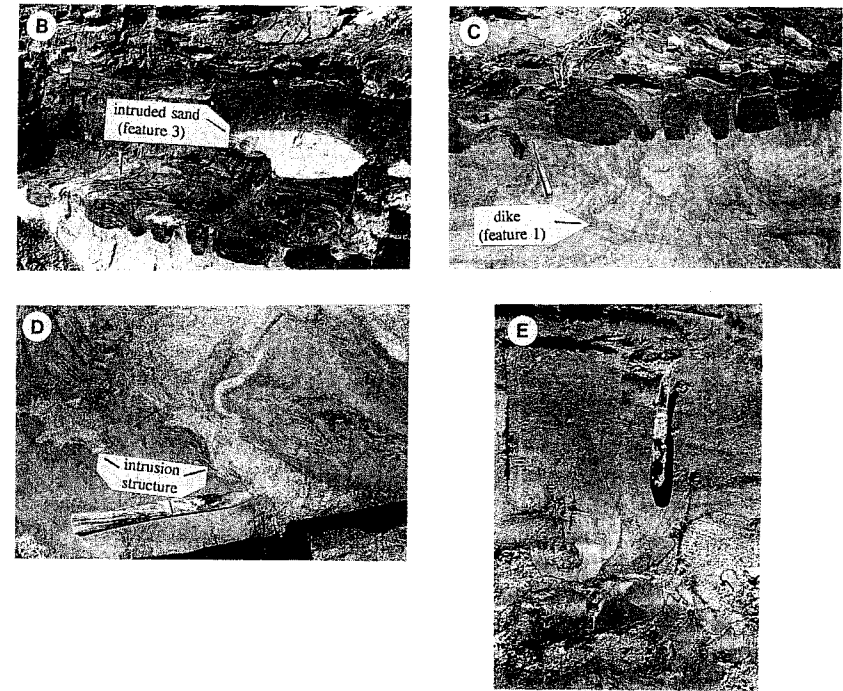 B
intruded sand
(feature 3)
C
dike
(feature 1)
D
intrusion
structure
E